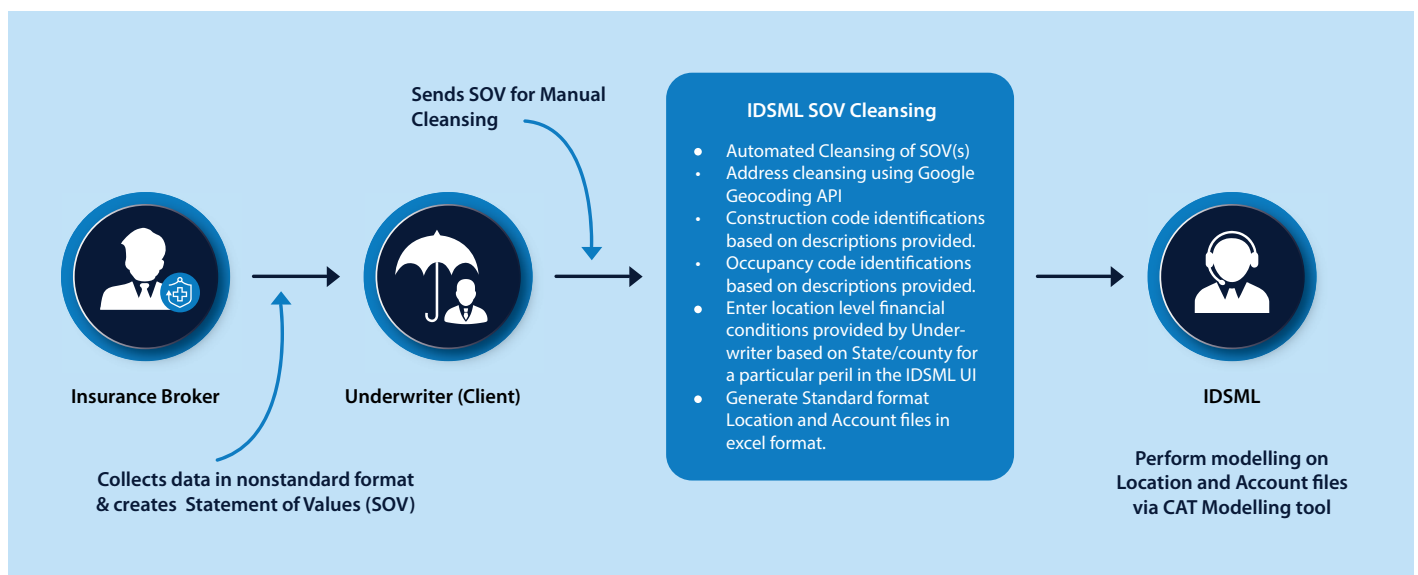 Sends SOV for Manual
Cleansing
IDSML SOV Cleansing
● Automated Cleansing of SOV(s)
• Address cleansing using Google
Geocoding API
• Construction code identifications
based on descriptions provided.
• Occupancy code identifications
based on descriptions provided.
● Enter location level financial
conditions provided by Under-
writer based on State/county for
a particular peril in the IDSML UI
● Generate Standard format
Location and Account files in
excel format.
Insurance Broker
Underwriter (Client)
IDSML
Collects data in nonstandard format
& creates Statement of Values (SOV)
Perform modelling on
Location and Account files
via CAT Modelling tool